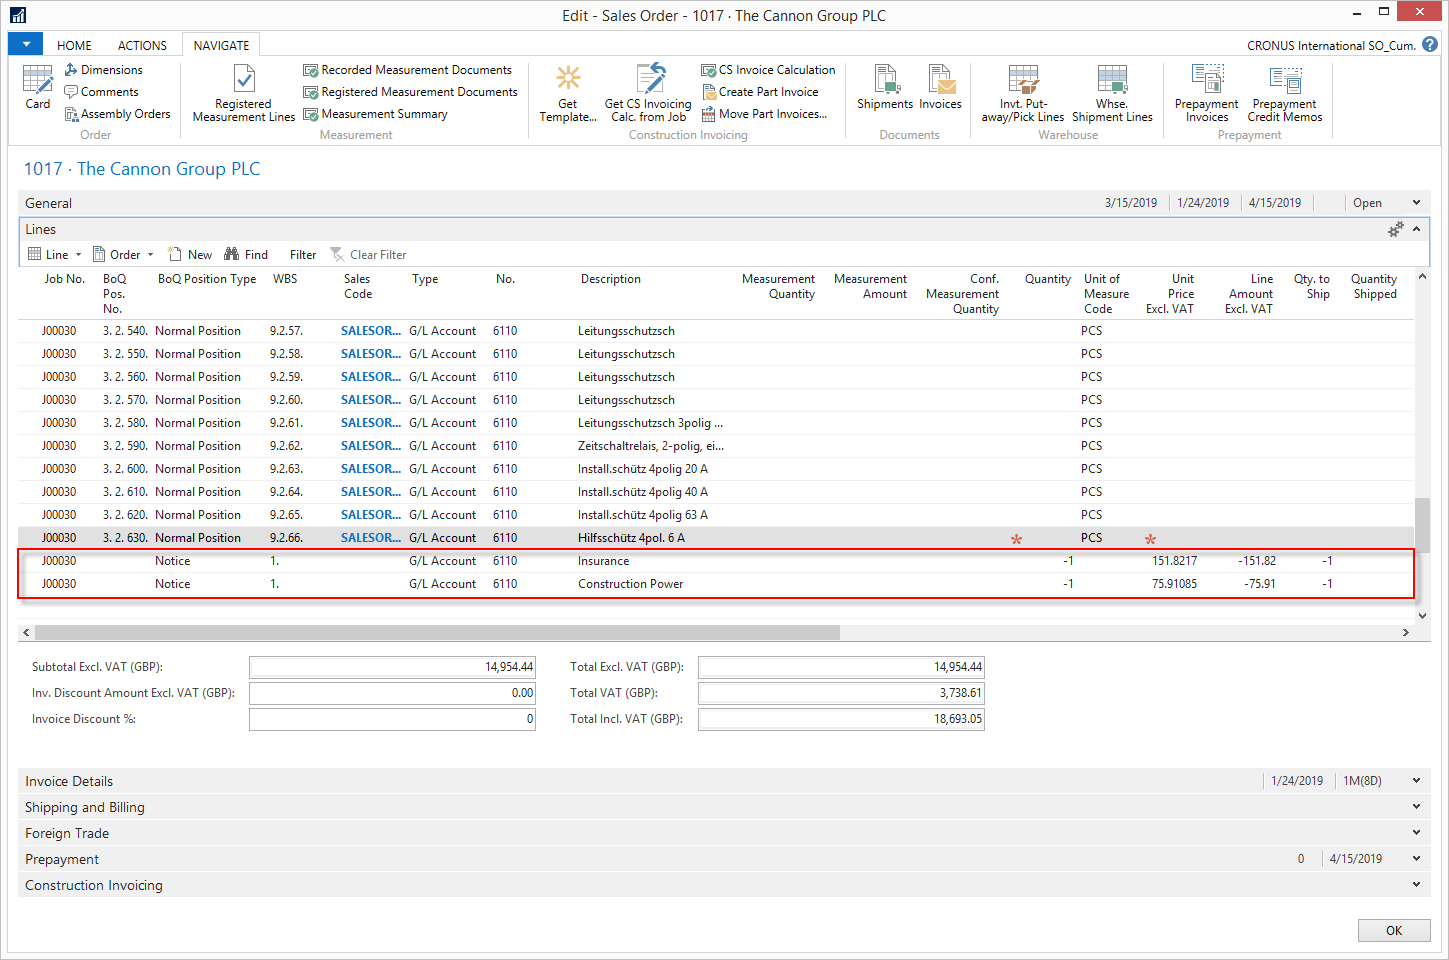 Edit - Sales Order - 1017 · The Cannon Group PLC
HOME ACTIONS NAVIGATE CRONUS International SO_Cum. ?
Card
Dimensions
Comments
Assembly Orders
Order
Registered
Measurement Lines
Recorded Measurement Documents
Registered Measurement Documents
Measurement Summary
Measurement
Get
Template...
Get CS Invoicing
Calc. from Job
CS Invoice Calculation
Create Part Invoice
Move Part Invoices...
Construction Invoicing
Shipments Invoices
Documents
Invt. Put-
away/Pick Lines
Whse.
Shipment Lines
Warehouse
Prepayment
Invoices
Prepayment
Credit Memos
Prepayment
1017 · The Cannon Group PLC
General 3/15/2019 1/24/2019 4/15/2019 Open
Lines
Line Order New Find Filter Clear Filter
Job No. BoQ Pos. No. BoQ Position Type WBS Sales Code Type No. Description Measurement Quantity Measurement Amount Conf. Measurement Quantity Quantity Unit of Measure Code Unit Price Excl. VAT Line Amount Excl. VAT Qty. to Ship Quantity Shipped
J00030 3. 2. 540. Normal Position 9.2.57. SALESOR... G/L Account 6110 Leitungsschutzsch PCS
J00030 3. 2. 550. Normal Position 9.2.58. SALESOR... G/L Account 6110 Leitungsschutzsch PCS
J00030 3. 2. 560. Normal Position 9.2.59. SALESOR... G/L Account 6110 Leitungsschutzsch PCS
J00030 3. 2. 570. Normal Position 9.2.60. SALESOR... G/L Account 6110 Leitungsschutzsch PCS
J00030 3. 2. 580. Normal Position 9.2.61. SALESOR... G/L Account 6110 Leitungsschutzsch 3polig ... PCS
J00030 3. 2. 590. Normal Position 9.2.62. SALESOR... G/L Account 6110 Zeitschaltrelais, 2-polig, ei... PCS
J00030 3. 2. 600. Normal Position 9.2.63. SALESOR... G/L Account 6110 Install.schütz 4polig 20 A PCS
J00030 3. 2. 610. Normal Position 9.2.64. SALESOR... G/L Account 6110 Install.schütz 4polig 40 A PCS
J00030 3. 2. 620. Normal Position 9.2.65. SALESOR... G/L Account 6110 Install.schütz 4polig 63 A PCS
J00030 3. 2. 630. Normal Position 9.2.66. SALESOR... G/L Account 6110 Hilfsschütz 4pol. 6 A * PCS *
J00030 Notice 1. G/L Account 6110 Insurance -1 151.8217 -151.82 -1
J00030 Notice 1. G/L Account 6110 Construction Power -1 75.91085 -75.91 -1
Subtotal Excl. VAT (GBP): 14,954.44 Total Excl. VAT (GBP): 14,954.44
Inv. Discount Amount Excl. VAT (GBP): 0.00 Total VAT (GBP): 3,738.61
Invoice Discount %: 0 Total Incl. VAT (GBP): 18,693.05
Invoice Details 1/24/2019 1M(8D)
Shipping and Billing
Foreign Trade
Prepayment 0 4/15/2019
Construction Invoicing
OK